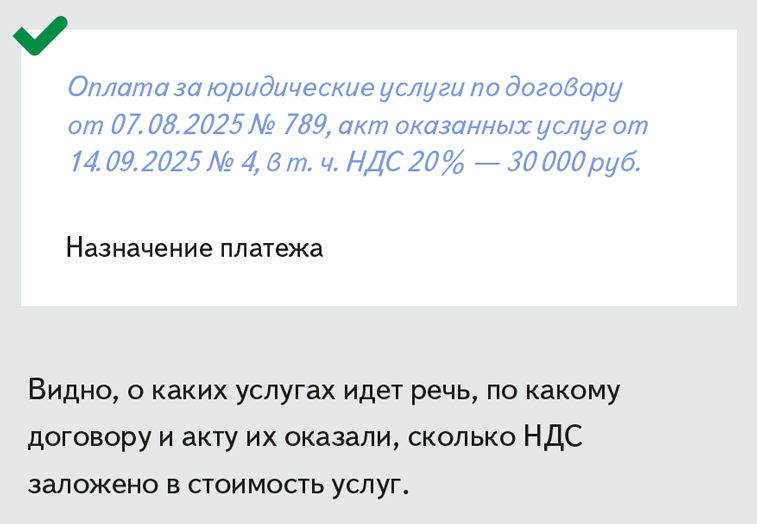 Оплата за юридические услуги по договору
от 07.08.2025 № 789, акт оказанных услуг от
14.09.2025 № 4, в т. ч. НДС 20% — 30 000 руб.
Назначение платежа
Видно, о каких услугах идет речь, по какому
договору и акту их оказали, сколько НДС
заложено в стоимость услуг.